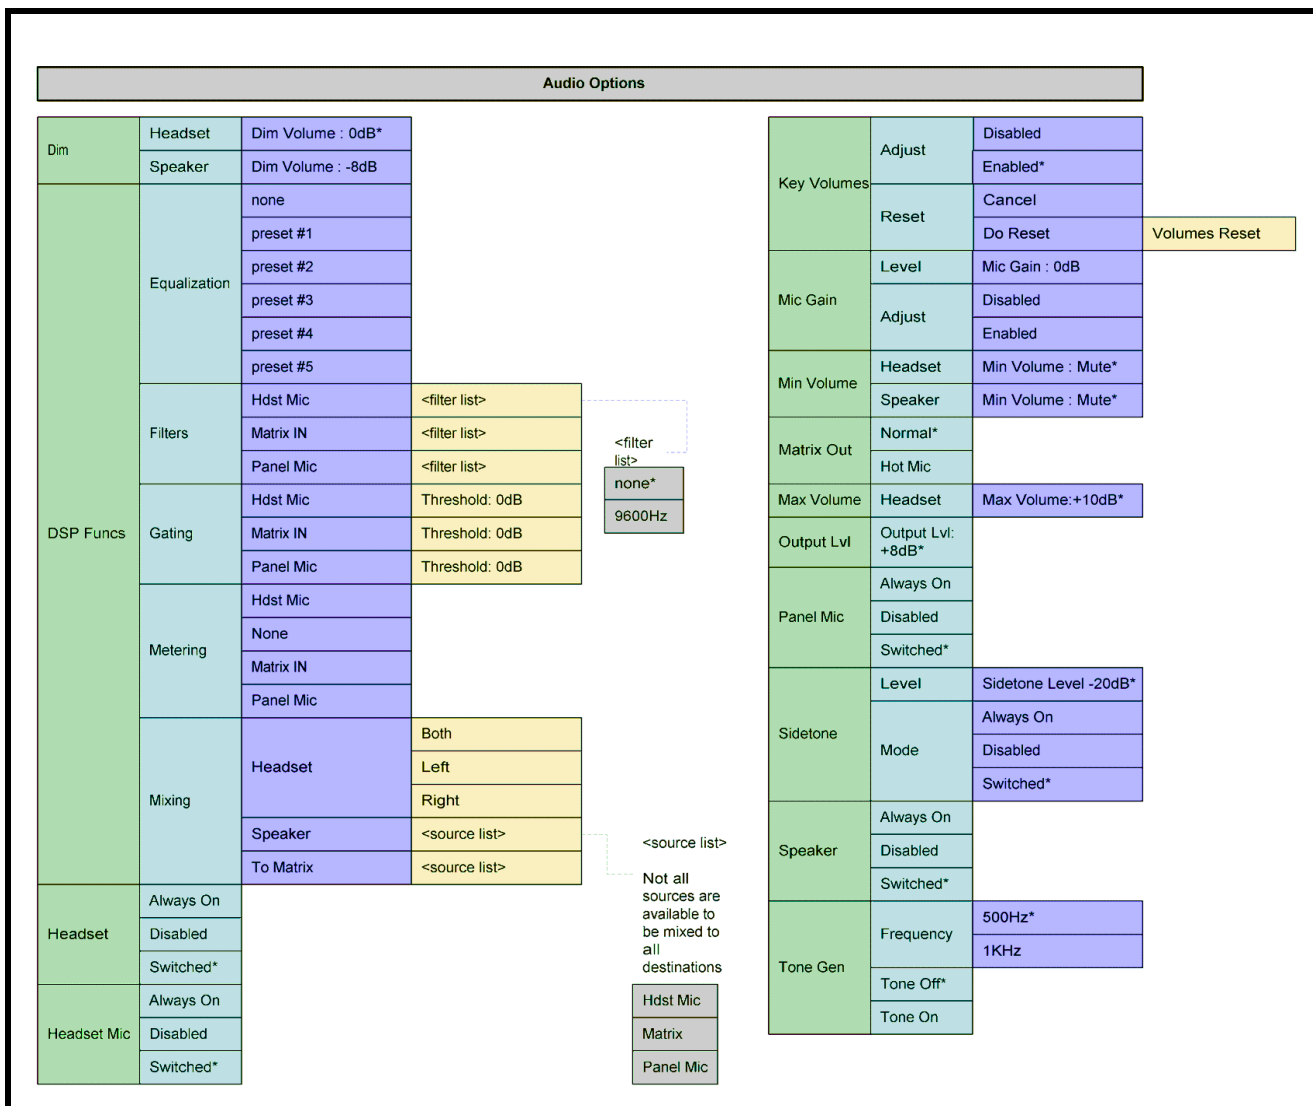 Audio Options
Dim
Headset
Dim Volume : 0dB*
Speaker
Dim Volume : -8dB
DSP Funcs
Equalization
none
preset #1
preset #2
preset #3
preset #4
preset #5
Filters
Hdst Mic
<filter list>
Matrix IN
<filter list>
Panel Mic
<filter list>
Gating
Hdst Mic
Threshold: 0dB
Matrix IN
Threshold: 0dB
Panel Mic
Threshold: 0dB
Metering
Hdst Mic
None
Matrix IN
Panel Mic
Mixing
Headset
Both
Left
Right
Speaker
<source list>
To Matrix
<source list>
Headset
Always On
Disabled
Switched*
Headset Mic
Always On
Disabled
Switched*
<filter
list>
none*
9600Hz
<source list>
Not all
sources are
available to
be mixed to
all
destinations
Hdst Mic
Matrix
Panel Mic
Key Volumes
Adjust
Disabled
Enabled*
Reset
Cancel
Do Reset
Volumes Reset
Mic Gain
Level
Mic Gain : 0dB
Adjust
Disabled
Enabled
Min Volume
Headset
Min Volume : Mute*
Speaker
Min Volume : Mute*
Matrix Out
Normal*
Hot Mic
Max Volume
Headset
Max Volume:+10dB*
Output Lvl
Output Lvl:
+8dB*
Panel Mic
Always On
Disabled
Switched*
Sidetone
Level
Sidetone Level -20dB*
Mode
Always On
Disabled
Switched*
Speaker
Always On
Disabled
Switched*
Tone Gen
Frequency
500Hz*
1KHz
Tone Off*
Tone On